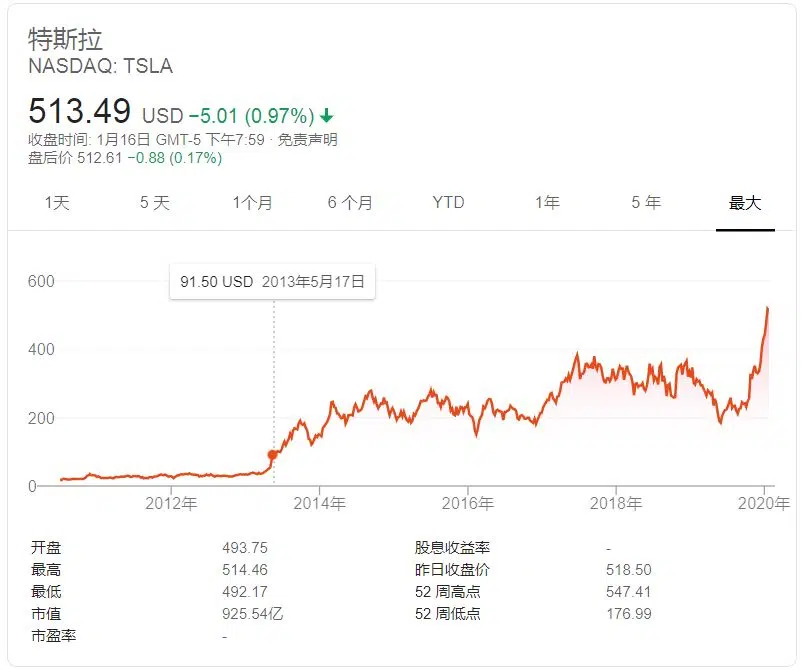 特斯拉
NASDAQ: TSLA
513.49 USD −5.01 (0.97%) ↓
收盘时间: 1月16日 GMT-5 下午7:59 · 免责声明
盘后价 512.61 −0.88 (0.17%)
1天 5 天 1个月 6 个月 YTD 1年 5 年 最大
91.50 USD 2013年5月17日
600
400
200
0
2012年 2014年 2016年 2018年 2020年
开盘 493.75 股息收益率 -
最高 514.46 昨日收盘价 518.50
最低 492.17 52 周高点 547.41
市值 925.54亿 52 周低点 176.99
市盈率 -